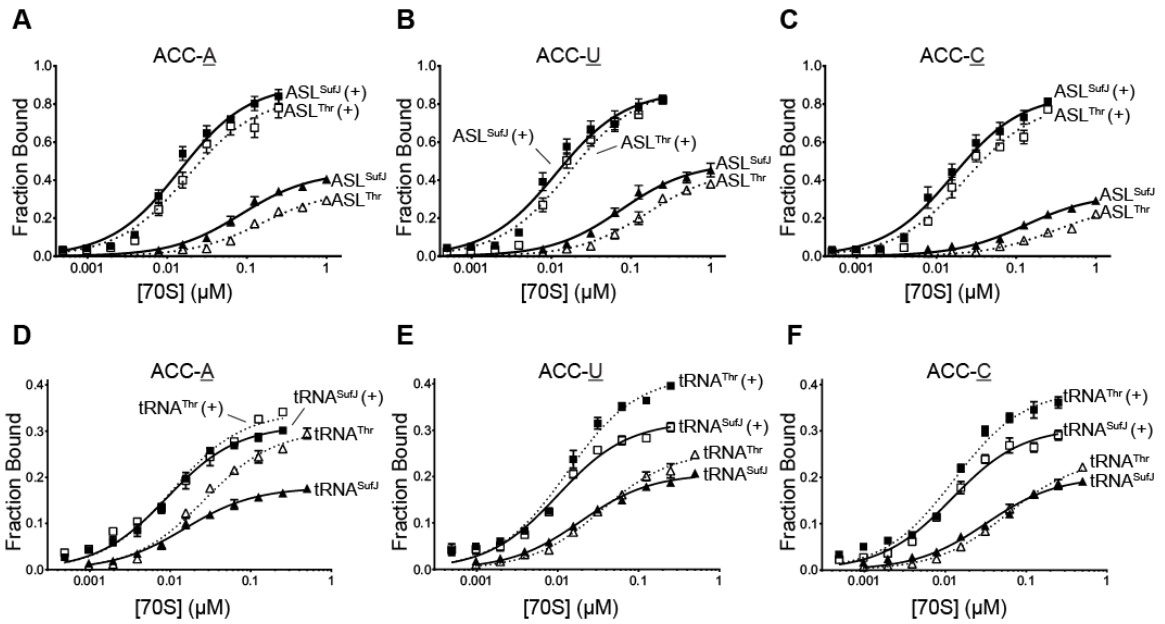 A
ACC-A
Fraction Bound
1.0
0.8
0.6
0.4
0.2
0.0
0.001
0.01
0.1
1
[70S] (µM)
ASLSufJ (+)
ASLThr (+)
ASLSufJ
ASLThr
B
ACC-U
Fraction Bound
1.0
0.8
0.6
0.4
0.2
0.0
0.001
0.01
0.1
1
[70S] (µM)
ASLSufJ (+)
ASLThr (+)
ASLSufJ
ASLThr
C
ACC-C
Fraction Bound
1.0
0.8
0.6
0.4
0.2
0.0
0.001
0.01
0.1
1
[70S] (µM)
ASLSufJ (+)
ASLThr (+)
ASLSufJ
ASLThr
D
ACC-A
Fraction Bound
0.4
0.3
0.2
0.1
0.0
0.001
0.01
0.1
1
[70S] (µM)
tRNAThr (+)
tRNASufJ (+)
tRNAThr
tRNASufJ
E
ACC-U
Fraction Bound
0.4
0.3
0.2
0.1
0.0
0.001
0.01
0.1
1
[70S] (µM)
tRNAThr (+)
tRNASufJ (+)
tRNAThr
tRNASufJ
F
ACC-C
Fraction Bound
0.4
0.3
0.2
0.1
0.0
0.001
0.01
0.1
1
[70S] (µM)
tRNAThr (+)
tRNASufJ (+)
tRNAThr
tRNASufJ